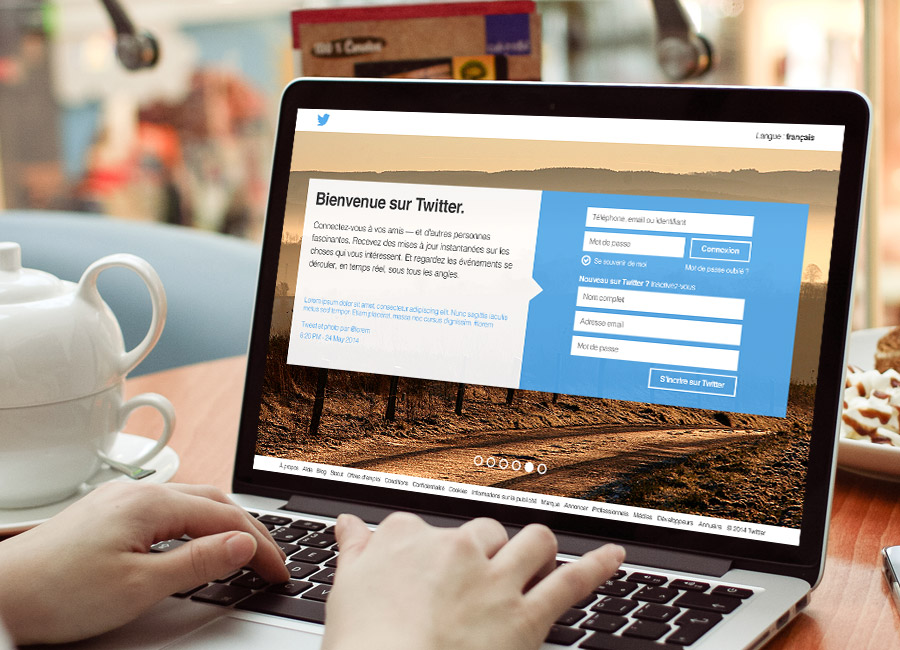 Langue : français
Bienvenue sur Twitter.
Connectez-vous à vos amis — et d'autres personnes
fascinantes. Recevez des mises à jour instantanées sur les
choses qui vous intéressent. Et regardez les événements se
dérouler, en temps réel, sous tous les angles.
Lorem ipsum dolor sit amet, consectetur adipiscing elit. Nunc sagittis iaculis
metus sed tempor. Etiam placerat, massa nec cursus dignissim. #lorem
Tweet et photo par @lorem
6:20 PM - 24 May 2014
Téléphone, email ou identifiant
Mot de passe
Connexion
Se souvenir de moi
Mot de passe oublié ?
Nouveau sur Twitter ? Inscrivez-vous
Nom complet
Adresse email
Mot de passe
S'incrire sur Twitter
À propos Aide Blog Statut Offres d'emploi Conditions Confidentialité Cookies Informations sur la publicité Marque Annoncer Professionnels Médias Développeurs Annuaire © 2014 Twitter